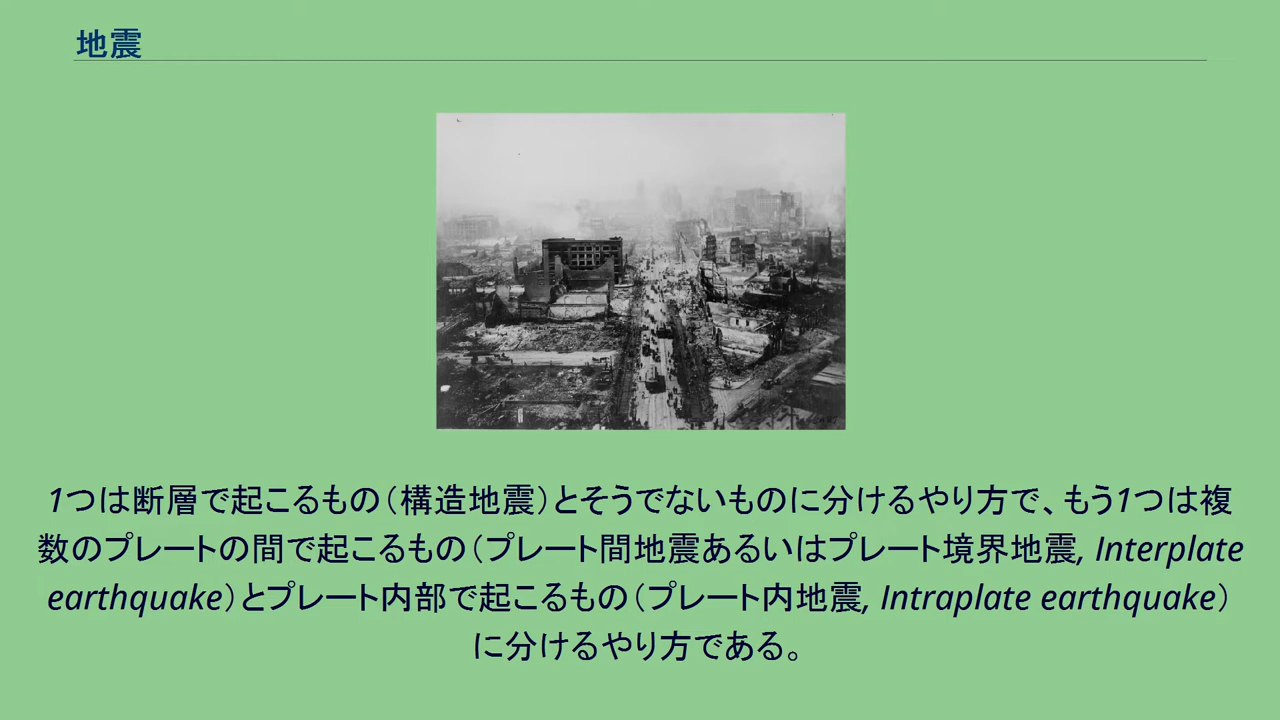 地震
1つは断層で起こるもの（構造地震）とそうでないものに分けるやり方で、もう1つは複
数のプレートの間で起こるもの（プレート間地震あるいはプレート境界地震, Interplate
earthquake）とプレート内部で起こるもの（プレート内地震, Intraplate earthquake）
に分けるやり方である。